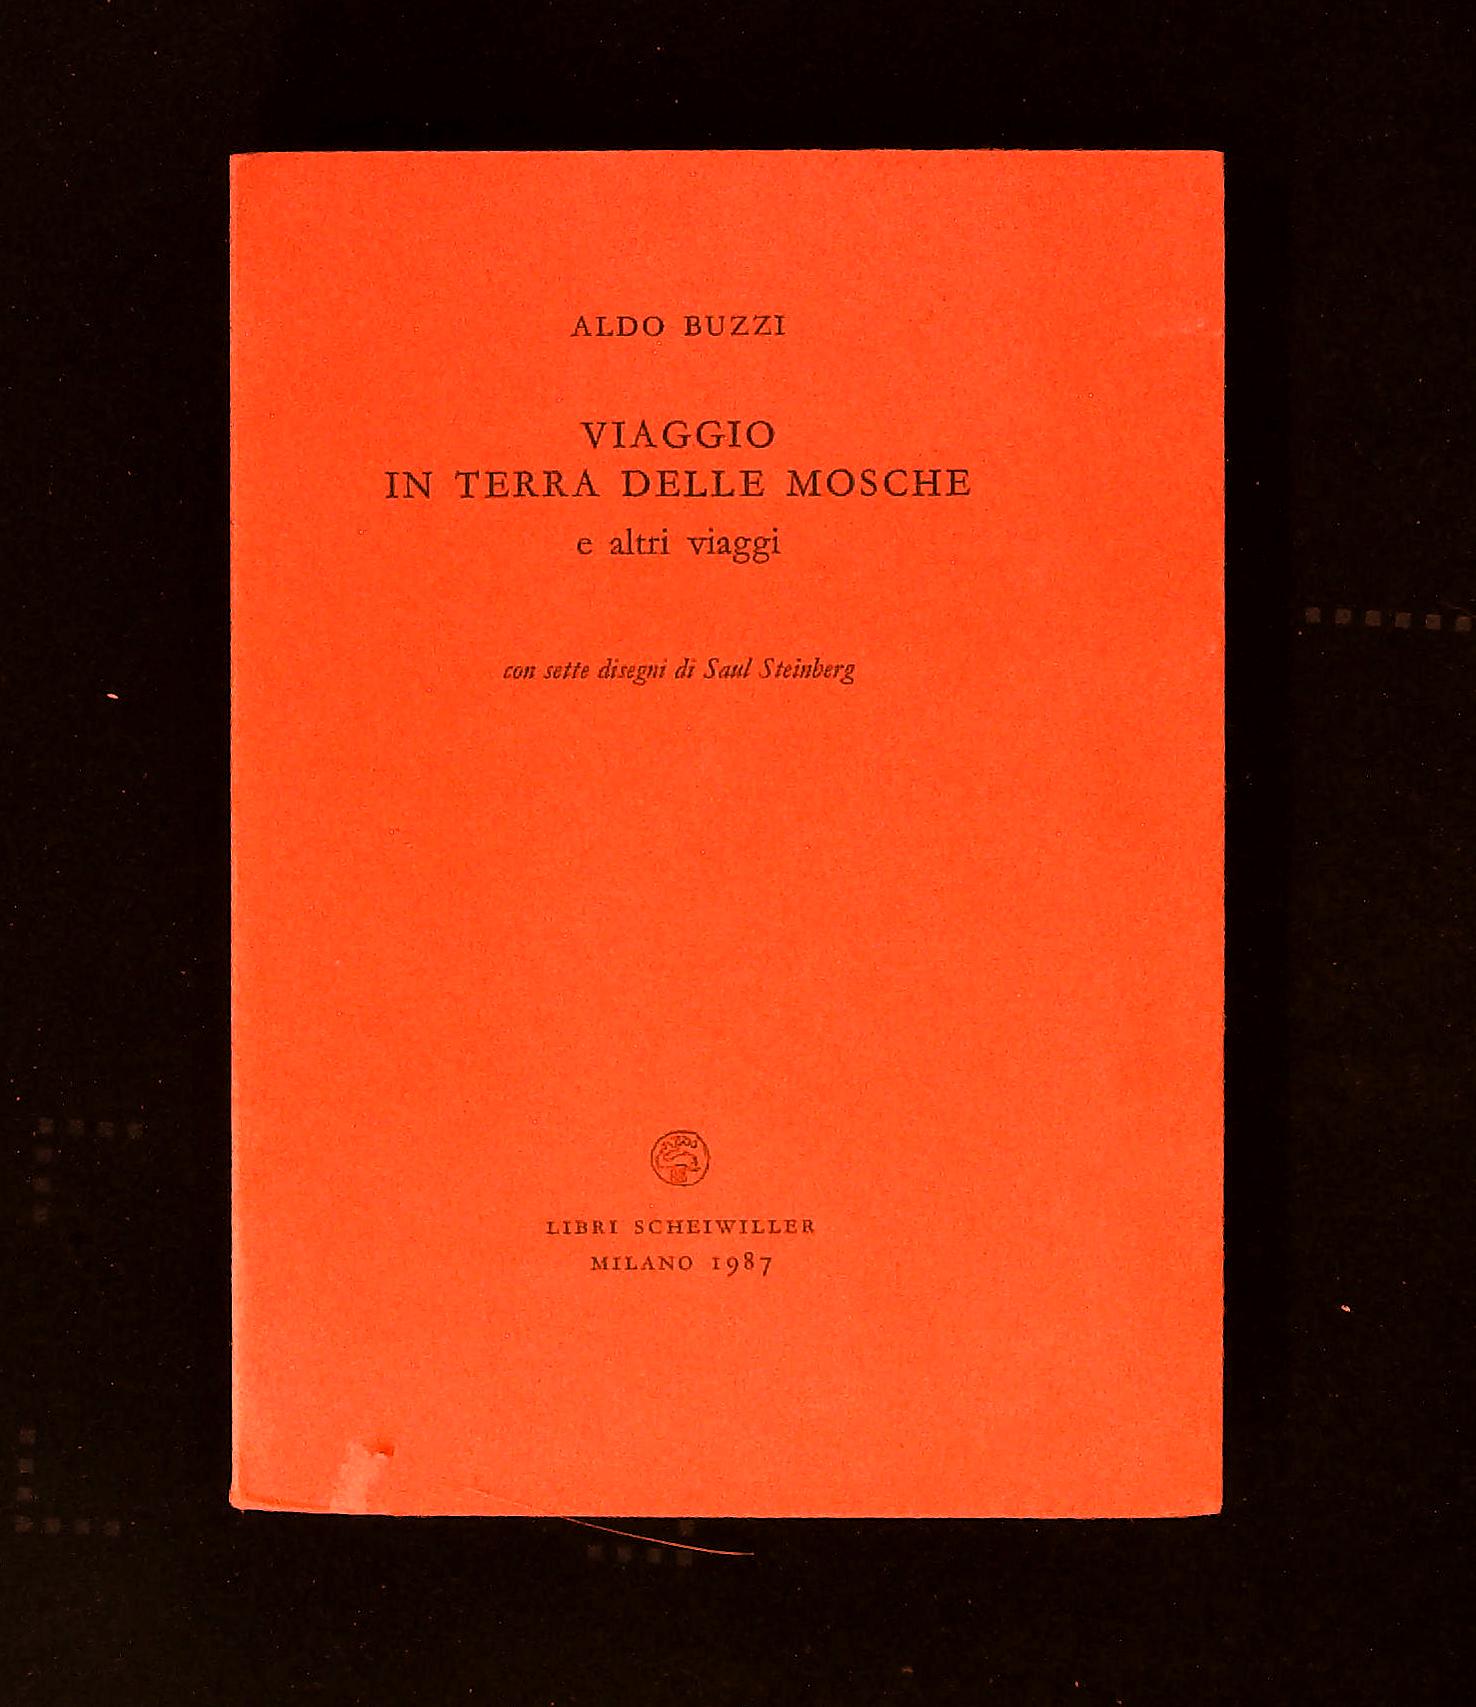 ALDO BUZZI
VIAGGIO
IN TERRA DELLE MOSCHE
e altri viaggi
con sette disegni di Saul Steinberg
LIBRI SCHEIWILLER
MILANO 1987